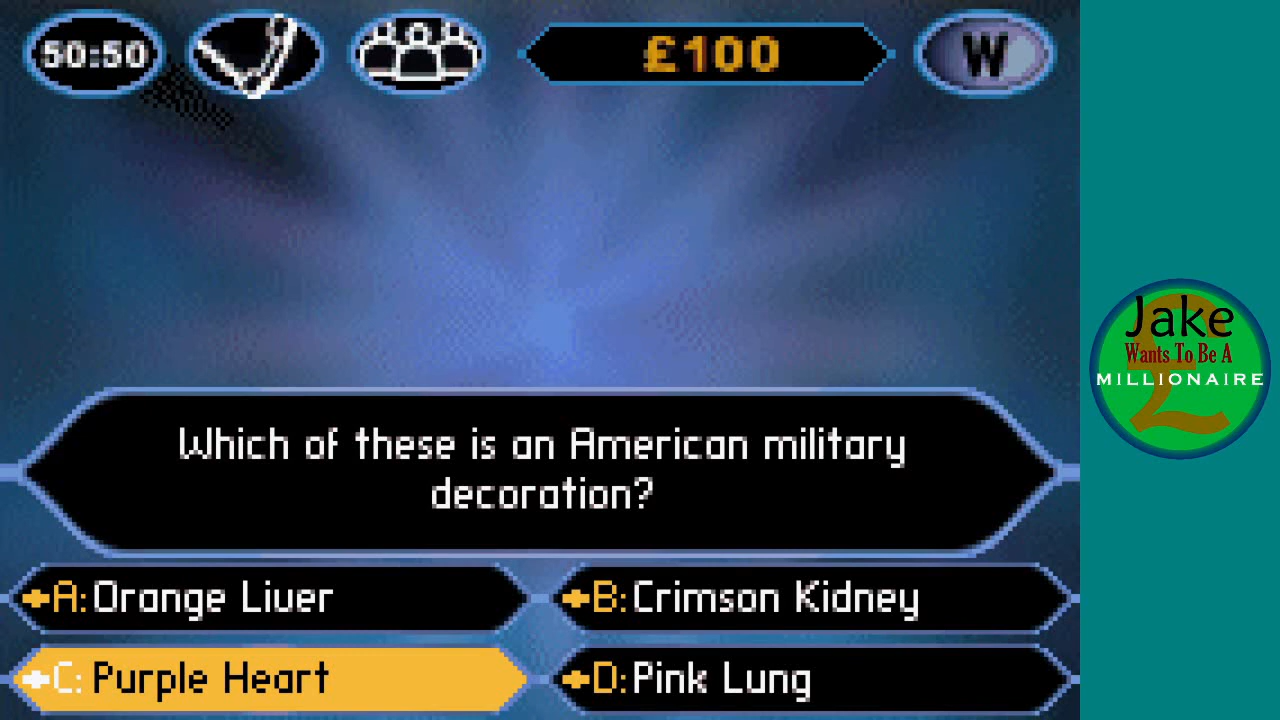 50:50
£100
W
Which of these is an American military
decoration?
A: Orange Liver
B: Crimson Kidney
C: Purple Heart
D: Pink Lung
Jake
Wants To Be A
MILLIONAIRE
£